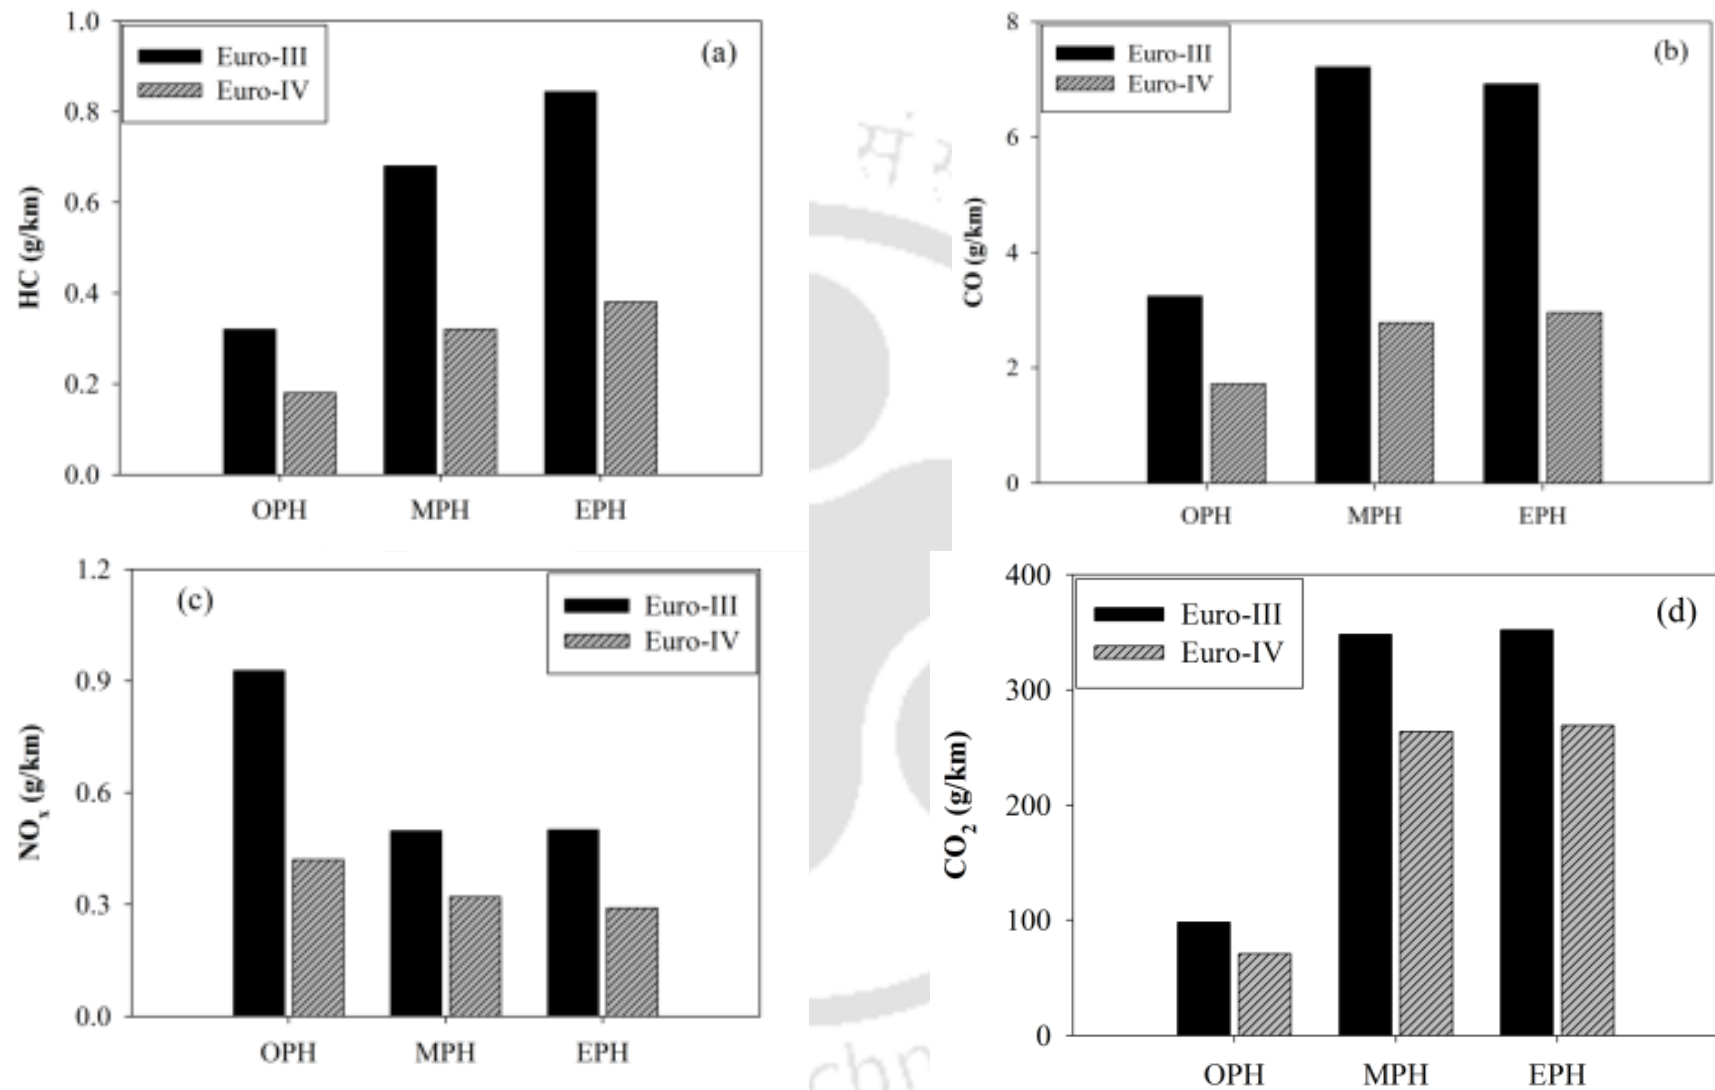 1.0
0.8
0.6
0.4
0.2
0.0
HC (g/km)
Euro-III
Euro-IV
(a)
OPH MPH EPH
8
6
4
2
0
CO (g/km)
Euro-III
Euro-IV
(b)
OPH MPH EPH
1.2
0.9
0.6
0.3
0.0
NOx (g/km)
(c)
Euro-III
Euro-IV
OPH MPH EPH
400
300
200
100
0
CO2 (g/km)
Euro-III
Euro-IV
(d)
OPH MPH EPH